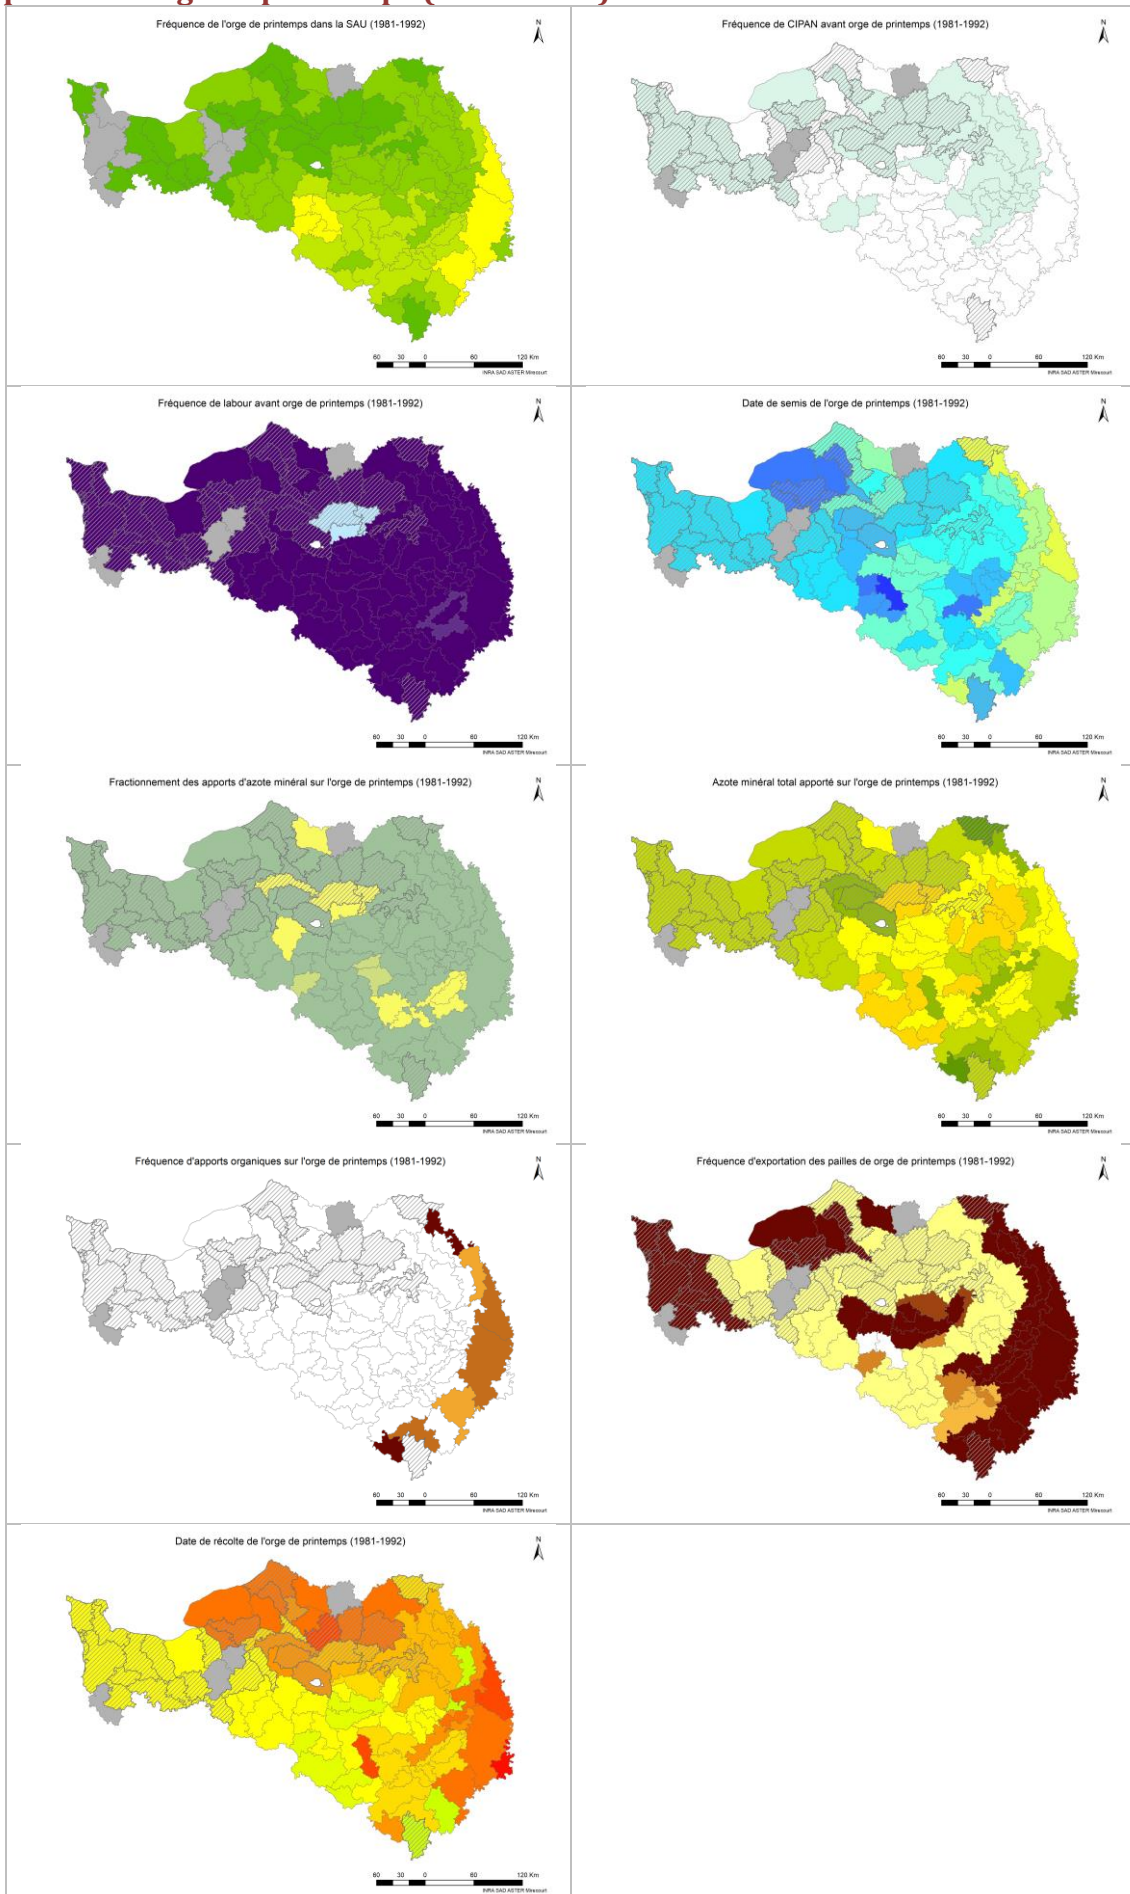 Fréquence de l'orge de printemps dans la SAU (1981-1992)
N
60 30 0 60 120 Km
INRA SAD ASTER Mirecourt
Fréquence de CIPAN avant orge de printemps (1981-1992)
N
60 30 0 60 120 Km
INRA SAD ASTER Mirecourt
Fréquence de labour avant orge de printemps (1981-1992)
N
60 30 0 60 120 Km
INRA SAD ASTER Mirecourt
Date de semis de l'orge de printemps (1981-1992)
N
60 30 0 60 120 Km
INRA SAD ASTER Mirecourt
Fractionnement des apports d'azote minéral sur l'orge de printemps (1981-1992)
N
60 30 0 60 120 Km
INRA SAD ASTER Mirecourt
Azote minéral total apporté sur l'orge de printemps (1981-1992)
N
60 30 0 60 120 Km
INRA SAD ASTER Mirecourt
Fréquence d'apports organiques sur l'orge de printemps (1981-1992)
N
60 30 0 60 120 Km
INRA SAD ASTER Mirecourt
Fréquence d'exportation des pailles de orge de printemps (1981-1992)
N
60 30 0 60 120 Km
INRA SAD ASTER Mirecourt
Date de récolte de l'orge de printemps (1981-1992)
N
60 30 0 60 120 Km
INRA SAD ASTER Mirecourt